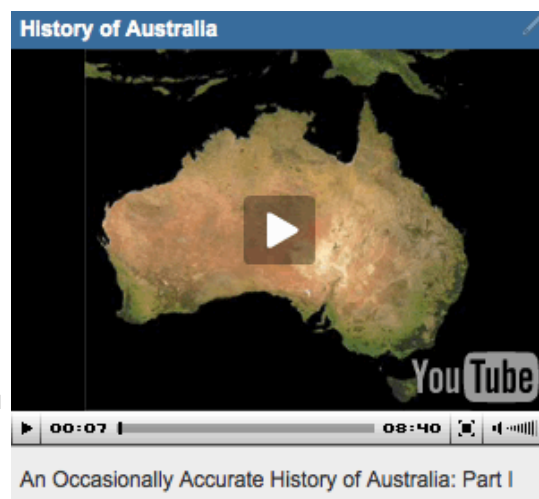 History of Australia
YouTube
00:07 08:40
An Occasionally Accurate History of Australia: Part I